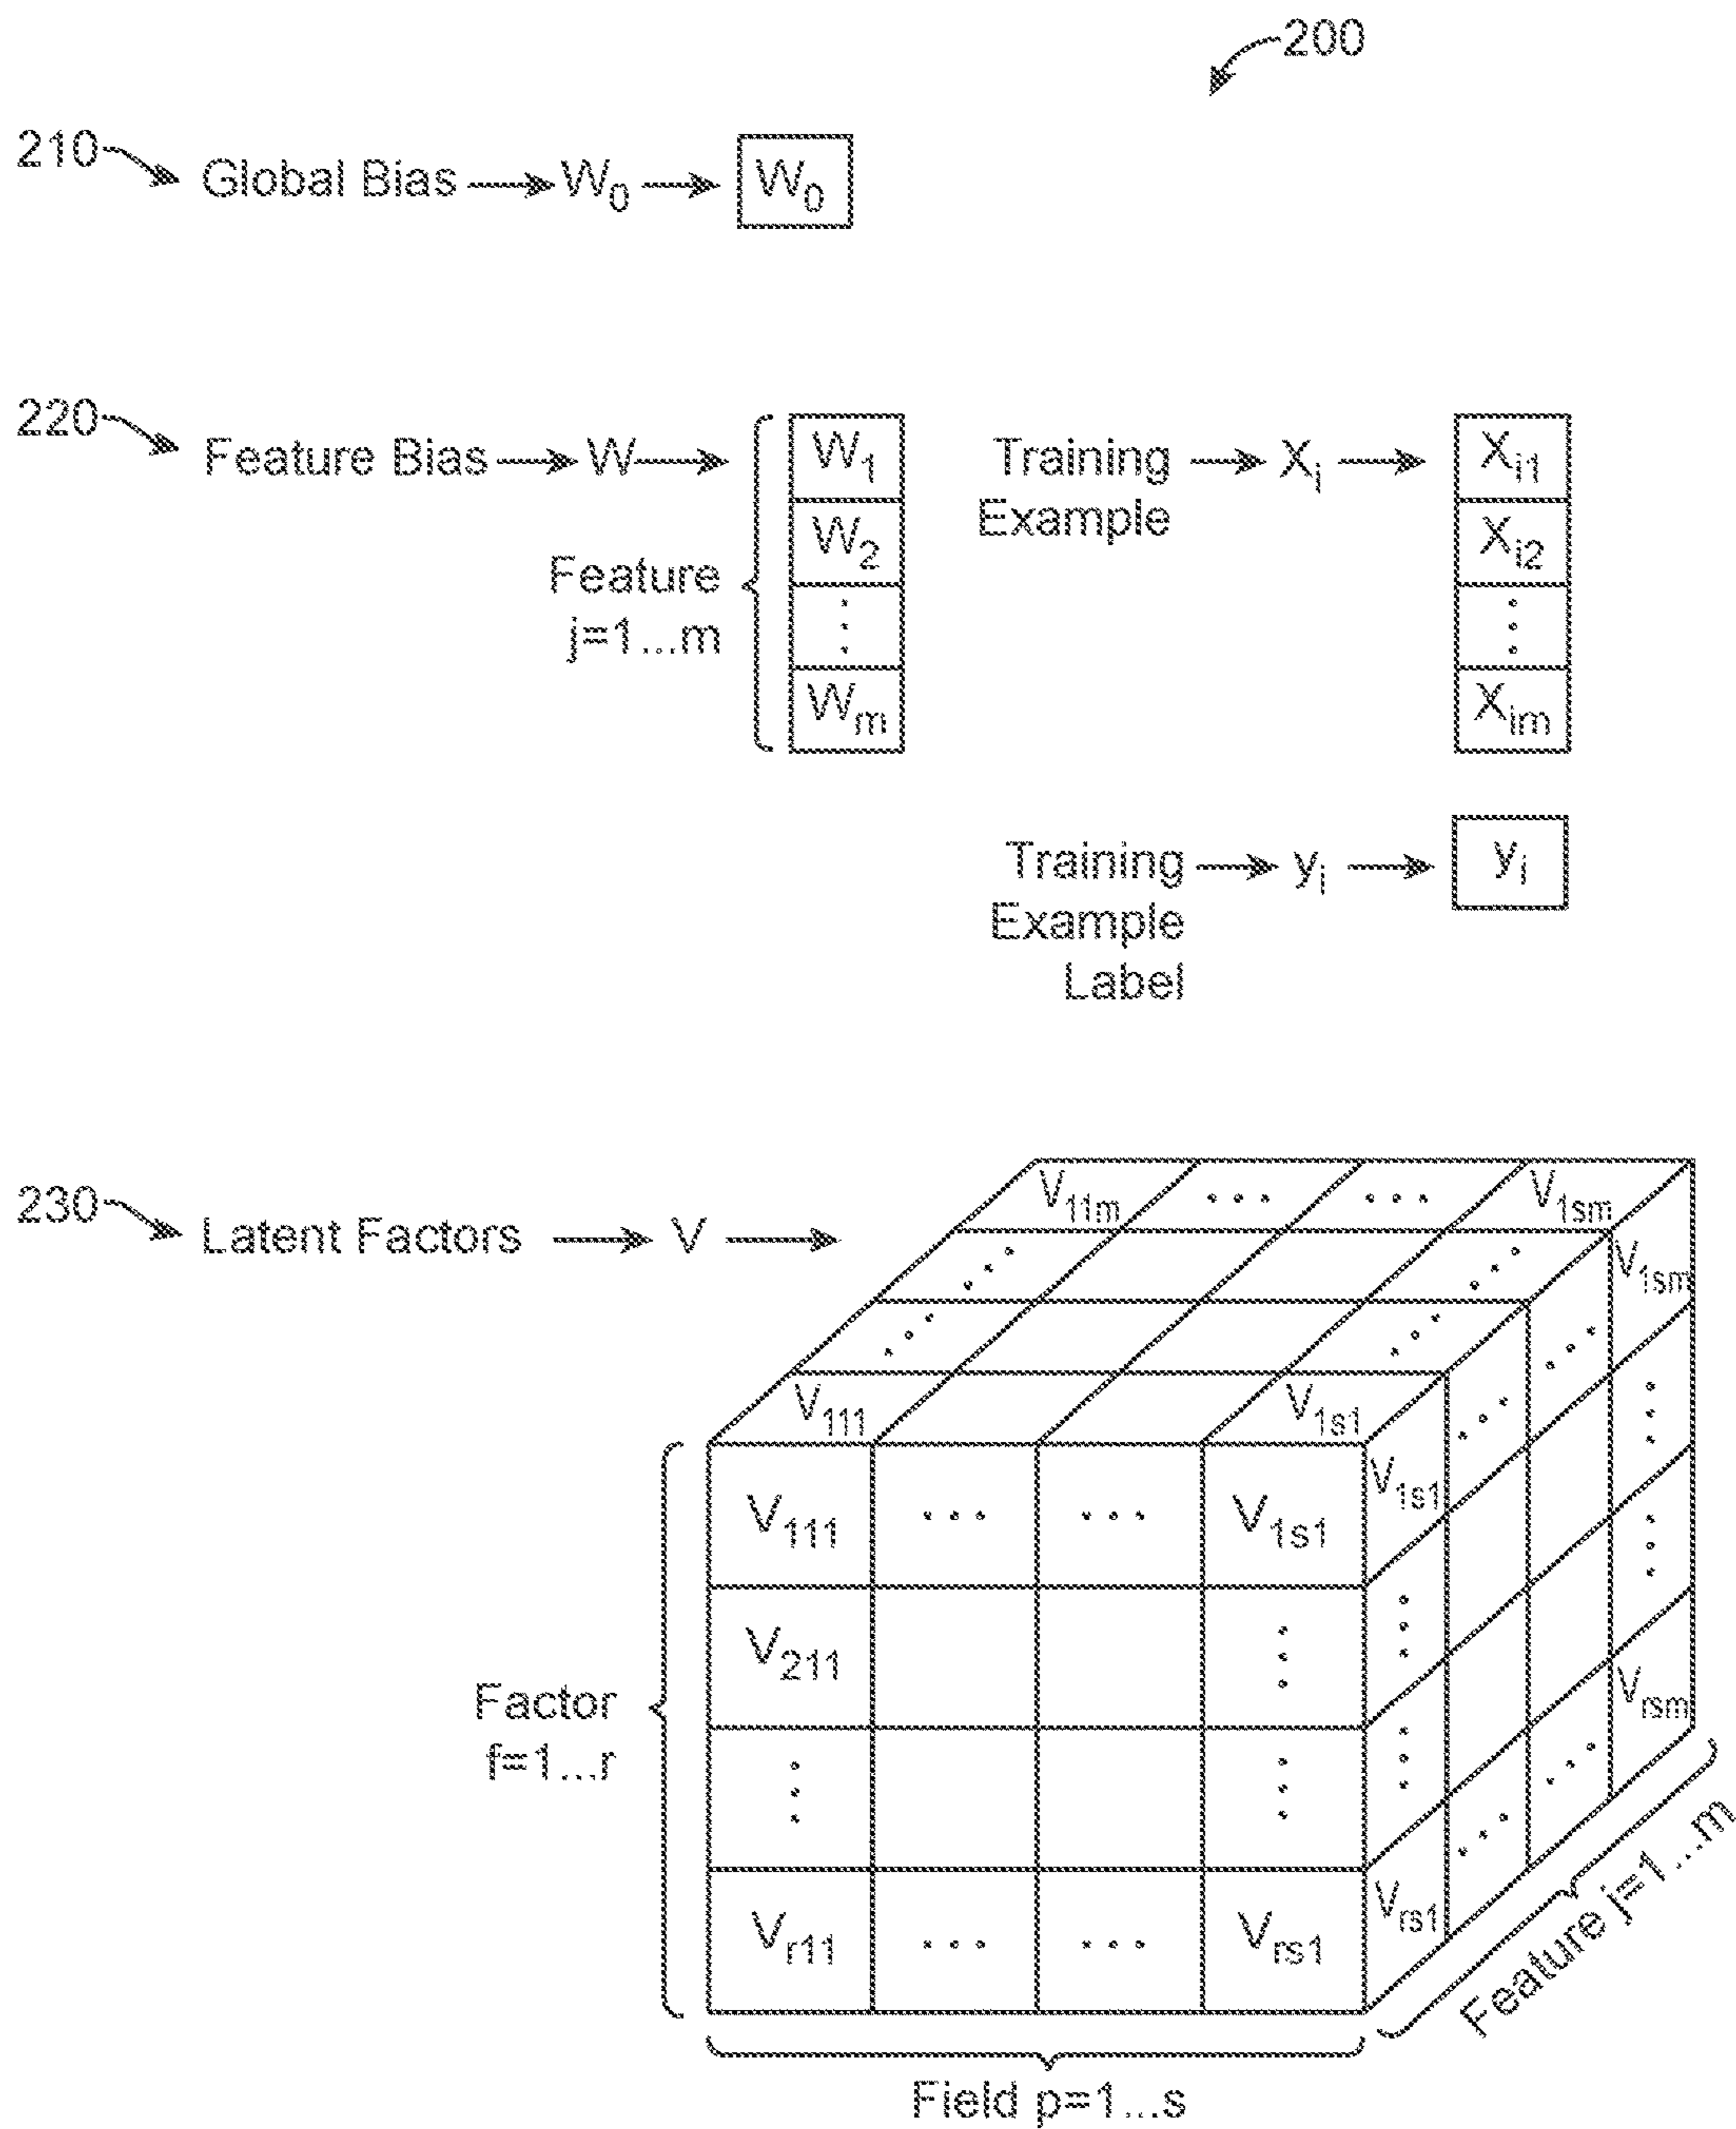 200
210
Global Bias → W₀ → W₀
220
Feature Bias → W → W₁
W₂
⋮
Wₘ
Feature
j=1...m
Training
Example
→ Xᵢ → Xᵢ₁
Xᵢ₂
⋮
Xᵢₘ
Training
Example
Label
→ yᵢ → yᵢ
230
Latent Factors → V →
V₁₁ₘ ... ... V₁ₛₘ
V₁₁₁ V₁ₛ₁
V₁ₛₘ
V₁ₛ₁
Vᵣₛₘ
Vᵣₛ₁
V₁₁₁ ... ... V₁ₛ₁
V₂₁₁ ⋮
⋮ ⋮
Vᵣ₁₁ ... ... Vᵣₛ₁
Factor
f=1...r
Feature j=1...m
Field p=1...s